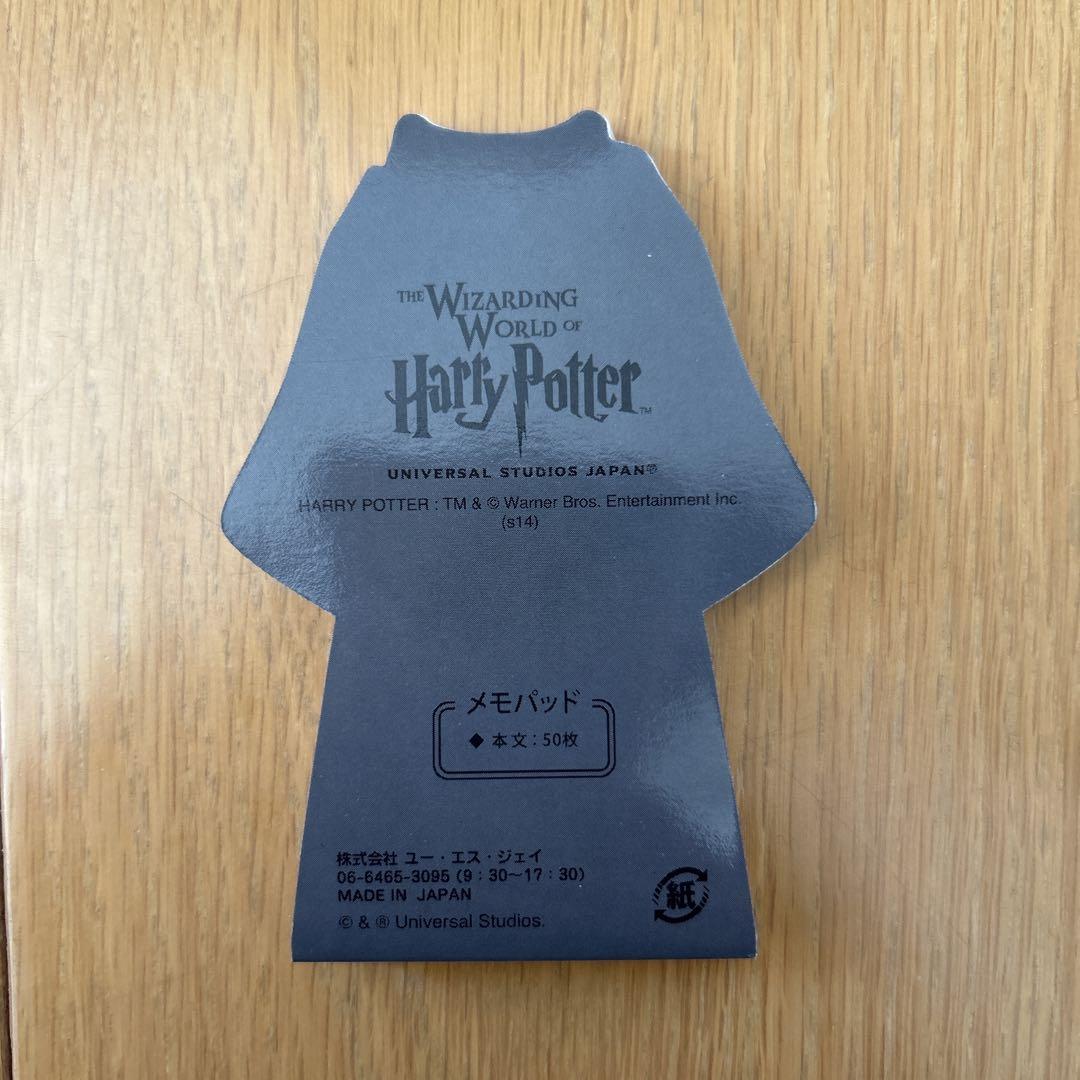 THE WIZARDING
WORLD OF
Harry Potter™
UNIVERSAL STUDIOS JAPAN
HARRY POTTER : TM & © Warner Bros. Entertainment Inc.
(s14)
メモパッド
◆ 本文：50枚
株式会社 ユー・エス・ジェイ
06-6465-3095 (9：30～17：30)
MADE IN JAPAN
© & ® Universal Studios.
紙